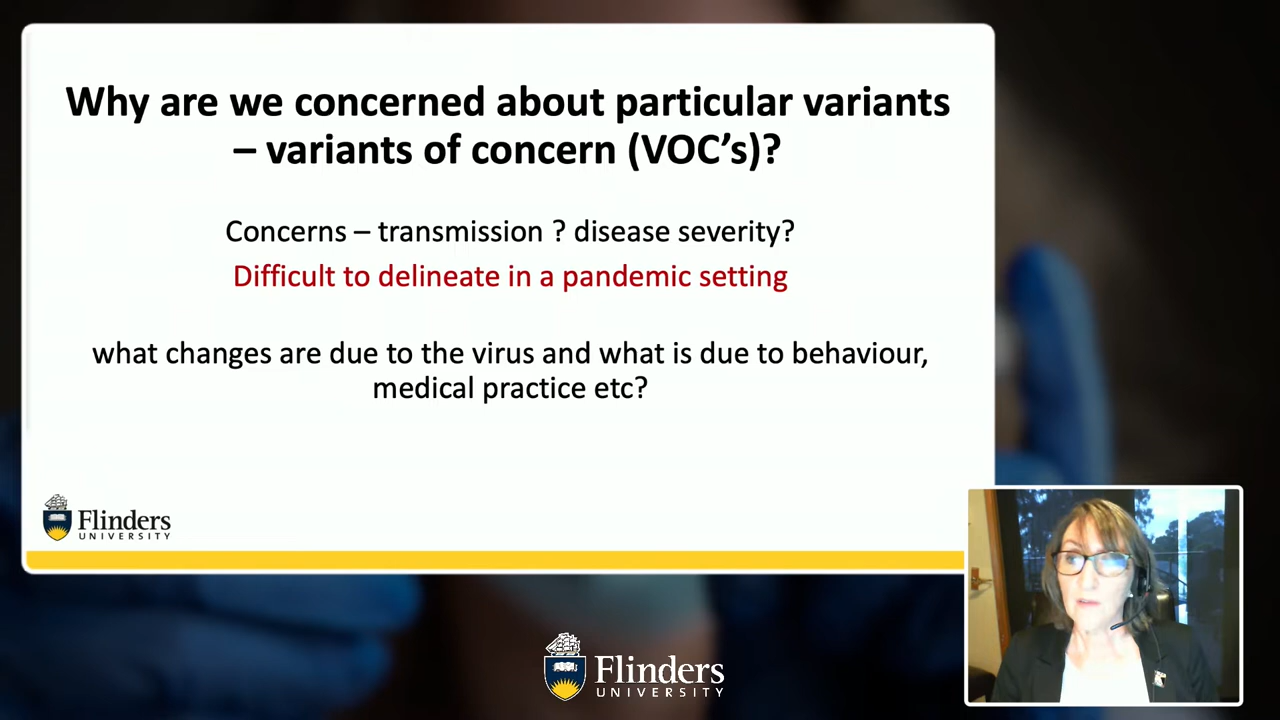 Why are we concerned about particular variants
– variants of concern (VOC’s)?
Concerns – transmission ? disease severity?
Difficult to delineate in a pandemic setting
what changes are due to the virus and what is due to behaviour,
medical practice etc?
Flinders
UNIVERSITY
Flinders
UNIVERSITY